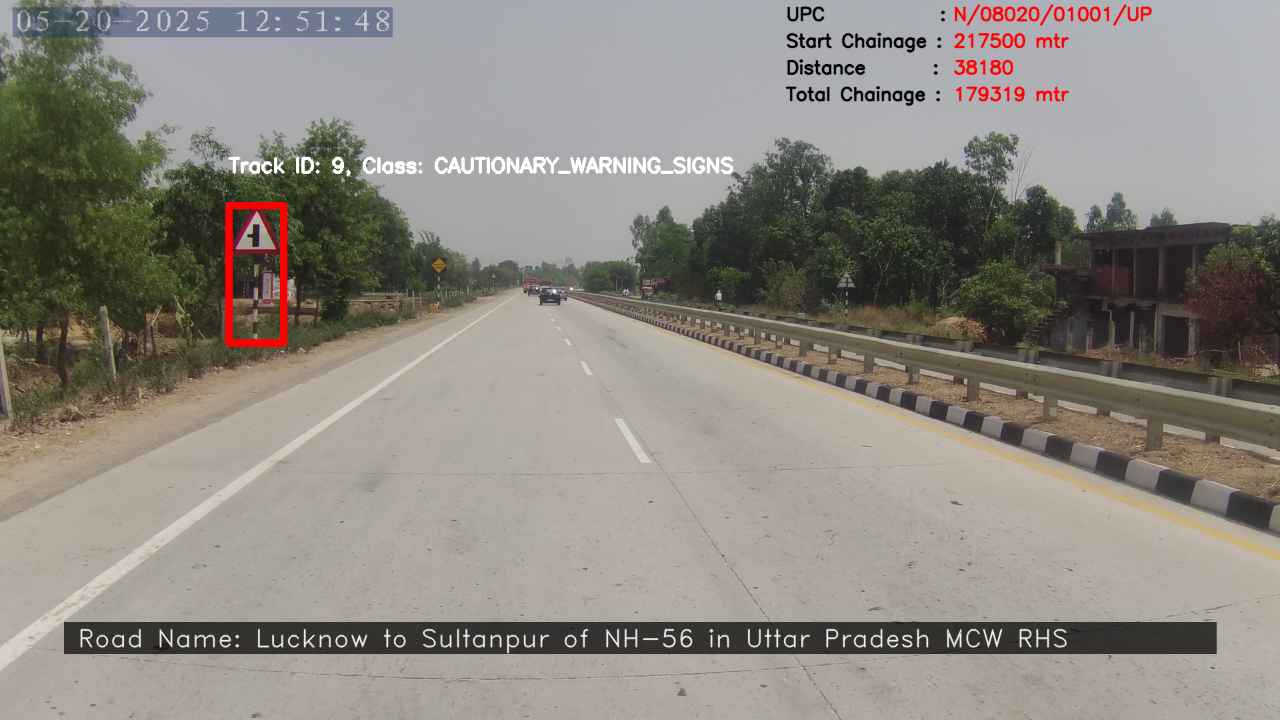 05-20-2025 12:51:48
UPC : N/08020/01001/UP
Start Chainage : 217500 mtr
Distance : 38180
Total Chainage : 179319 mtr
Track ID: 9, Class: CAUTIONARY_WARNING_SIGNS
Road Name: Lucknow to Sultanpur of NH-56 in Uttar Pradesh MCW RHS